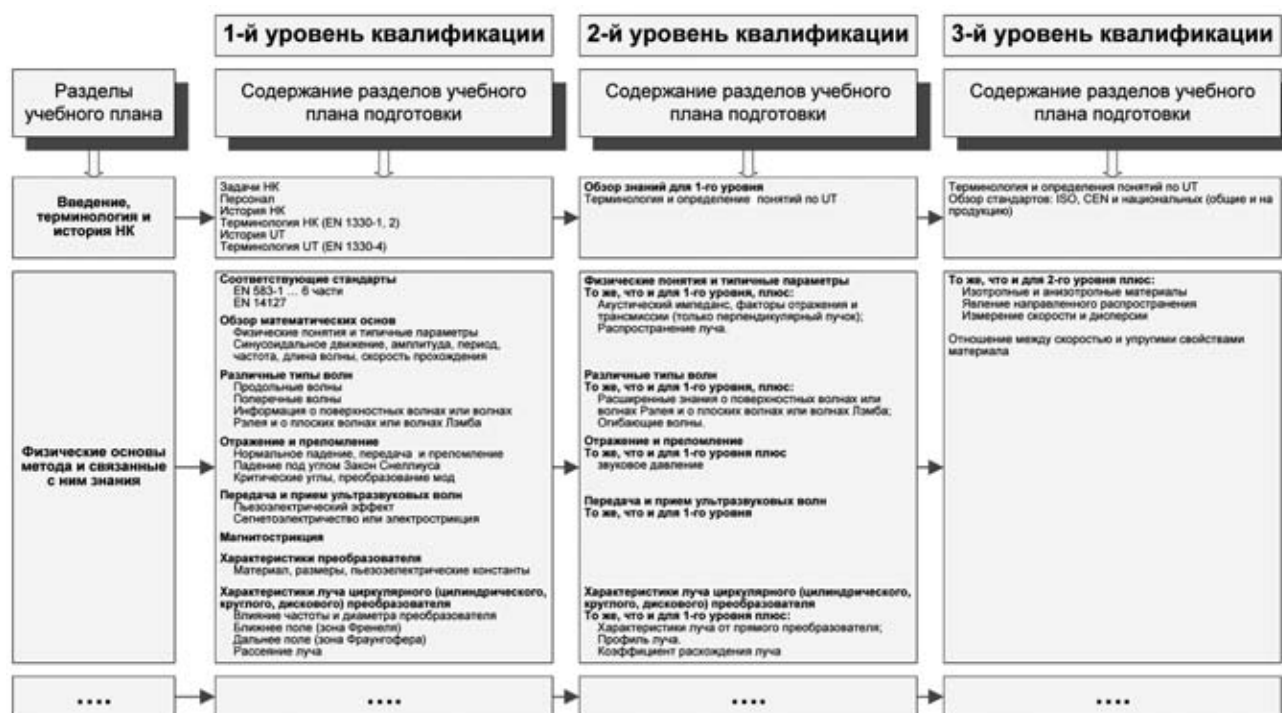 1-й уровень квалификации
2-й уровень квалификации
3-й уровень квалификации
Разделы
учебного плана
Содержание разделов учебного
плана подготовки
Содержание разделов учебного
плана подготовки
Содержание разделов учебного
плана подготовки
Введение,
терминология и
история НК
Задачи НК
Персонал
История НК
Терминология НК (EN 1330-1, 2)
История UT
Терминология UT (EN 1330-4)
Обзор знаний для 1-го уровня
Терминология и определение понятий по UT
Терминология и определения понятий по UT
Обзор стандартов: ISO, CEN и национальных (общие и на
продукцию)
Физические основы
метода и связанные
с ним знания
Соответствующие стандарты
EN 583-1 ... 6 части
EN 14127
Обзор математических основ
Физические понятия и типичные параметры
Синусоидальное движение, амплитуда, период,
частота, длина волны, скорость прохождения
Различные типы волн
Продольные волны
Поперечные волны
Информация о поверхностных волнах или волнах
Рэлея и о плоских волнах или волнах Лэмба
Отражение и преломление
Нормальное падение, передача и преломление
Падение под углом Закон Снеллиуса
Критические углы, преобразование мод
Передача и прием ультразвуковых волн
Пьезоэлектрический эффект
Сегнетоэлектричество или электрострикция
Магнитострикция
Характеристики преобразователя
Материал, размеры, пьезоэлектрические константы
Характеристики луча циркулярного (цилиндрического,
круглого, дискового) преобразователя
Влияние частоты и диаметра преобразователя
Ближнее поле (зона Френеля)
Дальнее поле (зона Фраунгофера)
Рассеяние луча
Физические понятия и типичные параметры
То же, что и для 1-го уровня, плюс:
Акустический импеданс, факторы отражения и
трансмиссии (только перпендикулярный пучок);
Распространение луча.
Различные типы волн
То же, что и для 1-го уровня, плюс:
Расширенные знания о поверхностных волнах или
волнах Рэлея и о плоских волнах или волнах Лэмба;
Огибающие волны.
Отражение и преломление
То же, что и для 1-го уровня плюс
звуковое давление
Передача и прием ультразвуковых волн
То же, что и для 1-го уровня
Характеристики луча циркулярного (цилиндрического,
круглого, дискового) преобразователя
То же, что и для 1-го уровня плюс:
Характеристики луча от прямого преобразователя;
Профиль луча.
Коэффициент расхождения луча
То же, что и для 2-го уровня плюс:
Изотропные и анизотропные материалы
Явление направленного распространения
Измерение скорости и дисперсии
Отношение между скоростью и упругими свойствами
материала
....
....
....
....